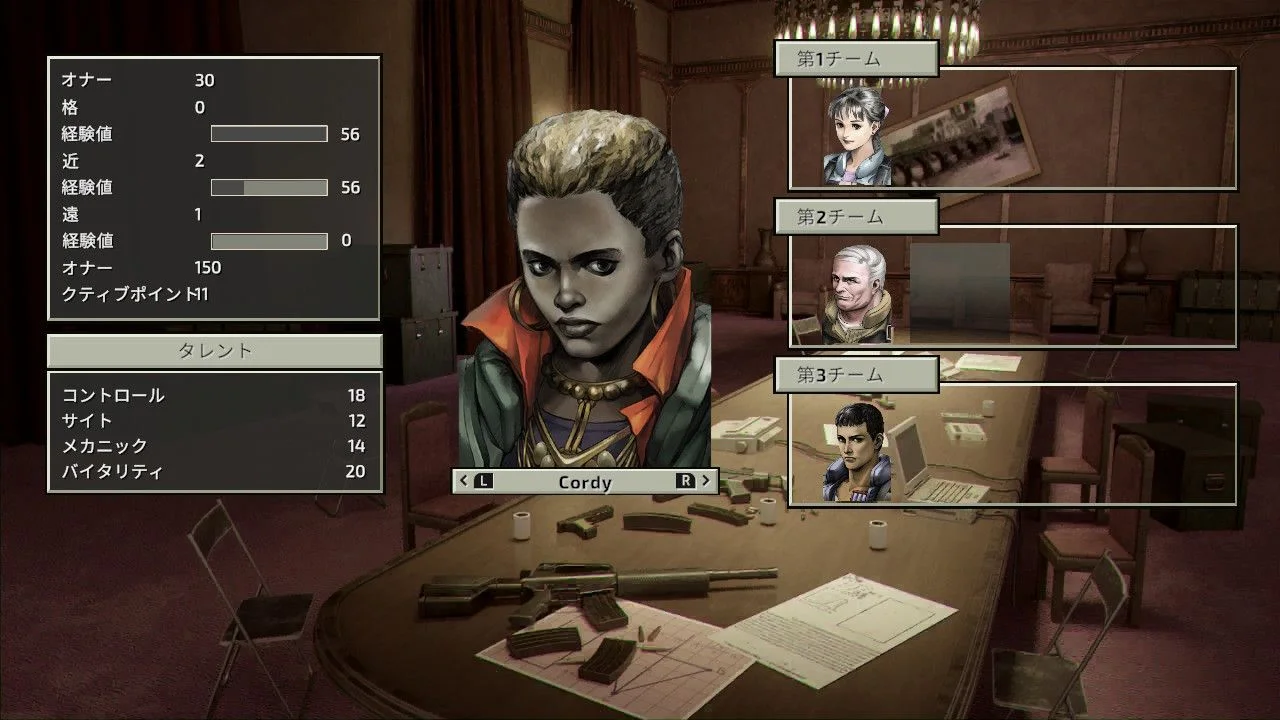 オナー 30
格 0
経験値 56
近 2
経験値 56
遠 1
経験値 0
オナー 150
クティブポイント11
タレント
コントロール 18
サイト 12
メカニック 14
バイタリティ 20
< L Cordy R >
第1チーム
第2チーム
第3チーム